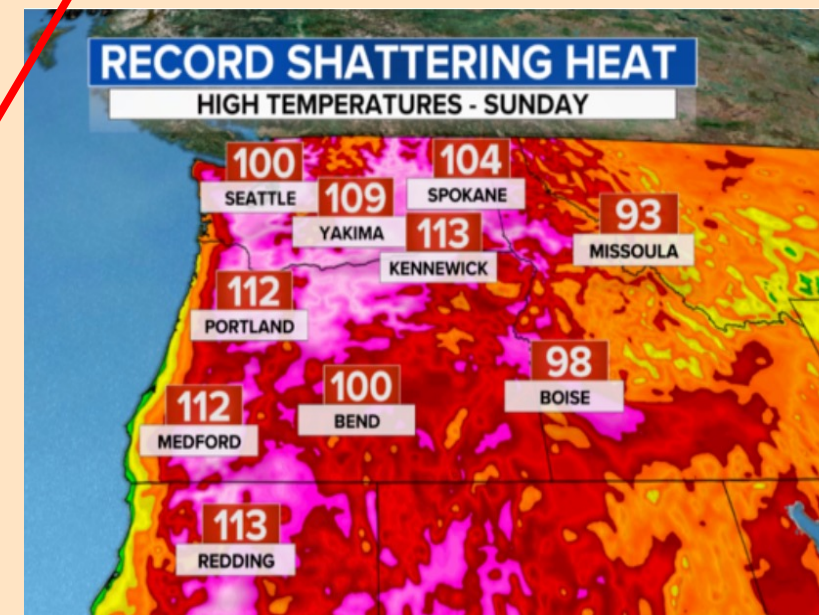 RECORD SHATTERING HEAT
HIGH TEMPERATURES - SUNDAY
100
SEATTLE
109
YAKIMA
104
SPOKANE
113
KENNEWICK
93
MISSOULA
112
PORTLAND
112
MEDFORD
100
BEND
98
BOISE
113
REDDING